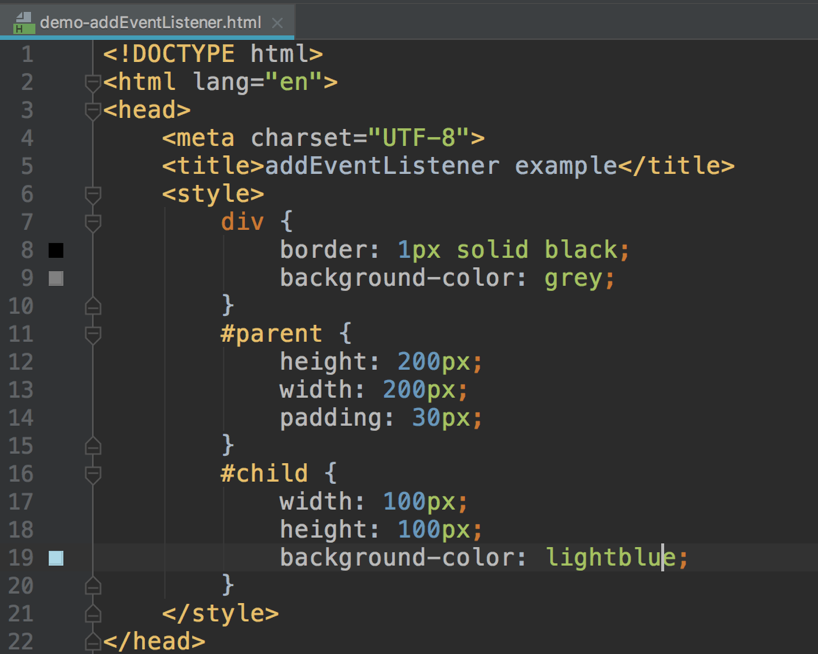 demo-addEventListener.html
1 <!DOCTYPE html>
2 <html lang="en">
3 <head>
4 <meta charset="UTF-8">
5 <title>addEventListener example</title>
6 <style>
7 div {
8 border: 1px solid black;
9 background-color: grey;
10 }
11 #parent {
12 height: 200px;
13 width: 200px;
14 padding: 30px;
15 }
16 #child {
17 width: 100px;
18 height: 100px;
19 background-color: lightblue;
20 }
21 </style>
22 </head>